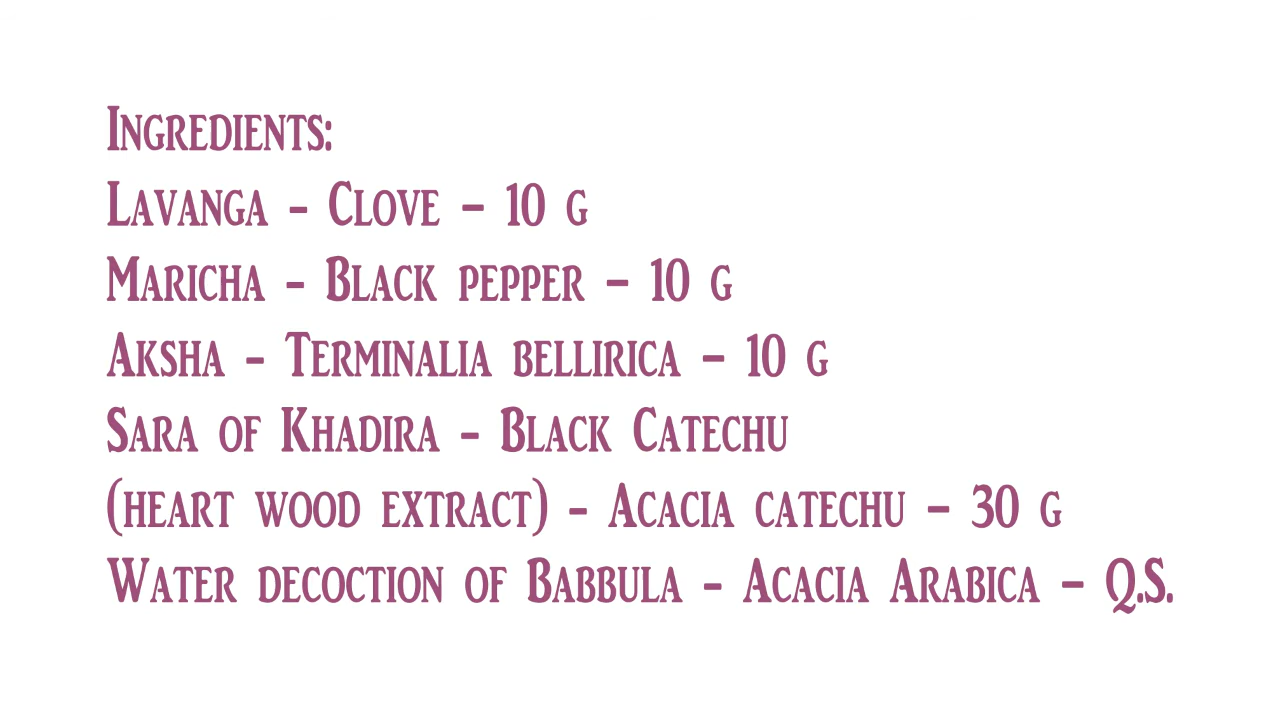 Ingredients:
Lavanga - Clove – 10 g
Maricha - Black pepper – 10 g
Aksha - Terminalia bellirica – 10 g
Sara of Khadira - Black Catechu
(heart wood extract) - Acacia catechu – 30 g
Water decoction of Babbula - Acacia Arabica – Q.S.